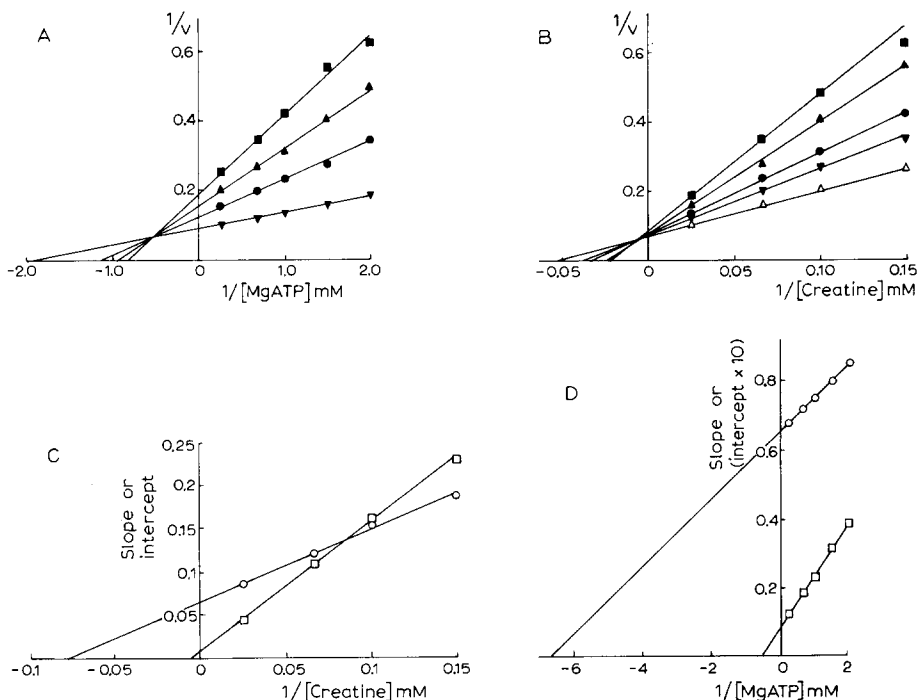 A
1/v
0.6
0.4
0.2
-2.0
-1.0
0
1.0
2.0
1/[MgATP]mM
B
1/v
0.6
0.4
0.2
-0.05
0
0.05
0.10
0.15
1/[Creatine]mM
C
Slope or
intercept
0.25
0.2
0.15
0.1
0.05
-0.1
-0.05
0
0.05
0.1
0.15
1/[Creatine]mM
D
Slope or
(intercept × 10)
0.8
0.6
0.4
0.2
-6
-4
-2
0
2
1/[MgATP]mM